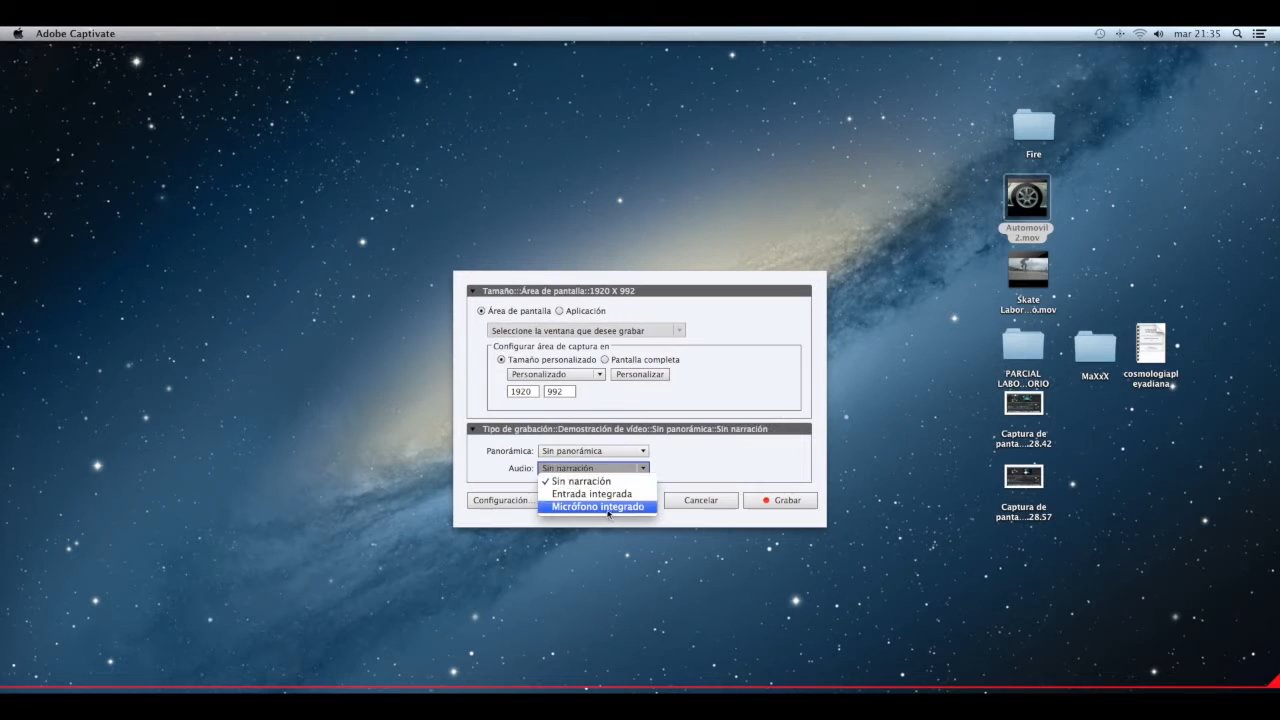 Adobe Captivate
mar 21:35
Fire
Automovil
2.mov
Skate
Labor...ó.mov
PARCIAL
LABO...ORIO
MaXxX
cosmologiapl
eyadiana
Captura de
panta....28.42
Captura de
panta....28.57
Tamaño:::Área de pantalla::1920 X 992
Área de pantalla Aplicación
Seleccione la ventana que desee grabar
Configurar área de captura en
Tamaño personalizado Pantalla completa
Personalizado Personalizar
1920 992
Tipo de grabación::Demostración de vídeo::Sin panorámica::Sin narración
Panorámica: Sin panorámica
Audio: Sin narración
✓ Sin narración
Entrada integrada
Micrófono integrado
Configuración... Cancelar Grabar